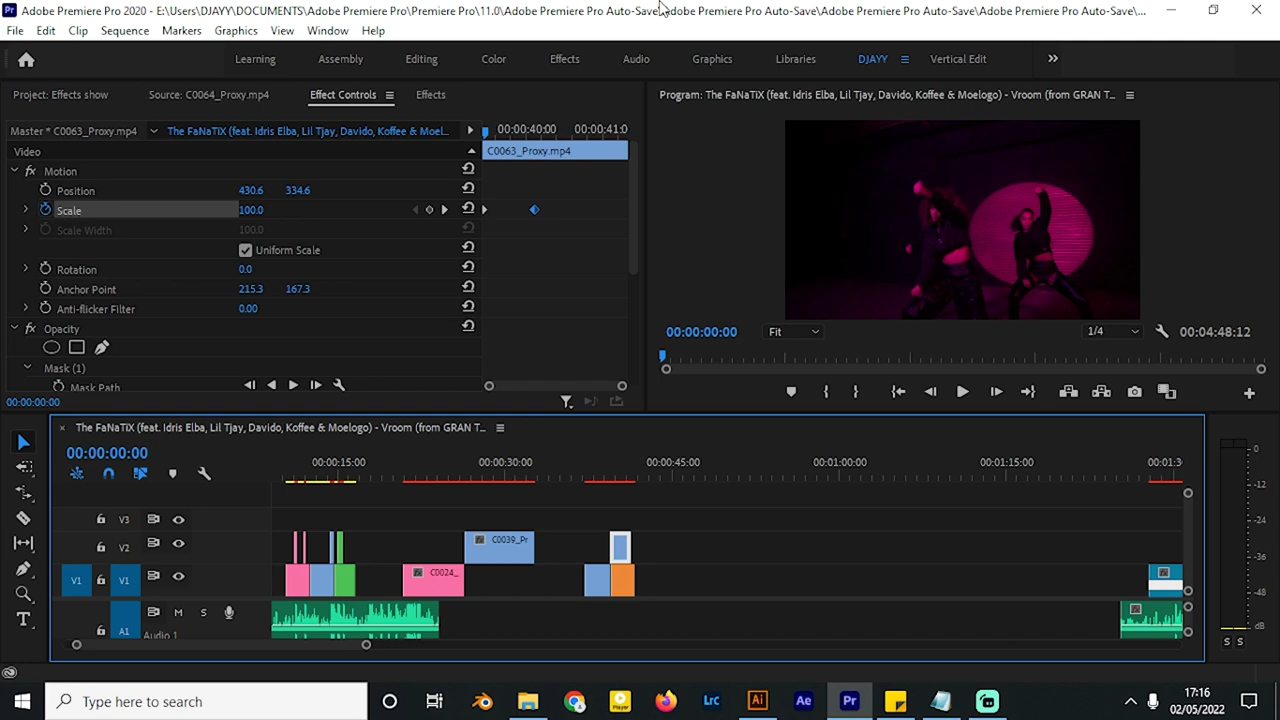 Pr Adobe Premiere Pro 2020 - E:\Users\DJAYY\DOCUMENTS\Adobe Premiere Pro\Premiere Pro\11.0\Adobe Premiere Pro Auto-Save\Adobe Premiere Pro Auto-Save\Adobe Premiere Pro Auto-Save\Adobe Premiere Pro Auto-Save\...
File Edit Clip Sequence Markers Graphics View Window Help
Learning Assembly Editing Color Effects Audio Graphics Libraries DJAYY Vertical Edit
Project: Effects show Source: C0064_Proxy.mp4 Effect Controls Effects
Program: The FaNaTiX (feat. Idris Elba, Lil Tjay, Davido, Koffee & Moelogo) - Vroom (from GRAN T...
Master * C0063_Proxy.mp4 The FaNaTiX (feat. Idris Elba, Lil Tjay, Davido, Koffee & Moel... 00:00:40:00 00:00:41:0
Video C0063_Proxy.mp4
fx Motion
Position 430.6 334.6
Scale 100.0
Scale Width 100.0
Uniform Scale
Rotation 0.0
Anchor Point 215.3 167.3
Anti-flicker Filter 0.00
fx Opacity
Mask (1)
Mask Path
00:00:00:00
00:00:00:00 Fit 1/4 00:04:48:12
The FaNaTiX (feat. Idris Elba, Lil Tjay, Davido, Koffee & Moelogo) - Vroom (from GRAN T...
00:00:00:00
00:00:15:00 00:00:30:00 00:00:45:00 00:01:00:00 00:01:15:00 00:01:3
V3
V2 C0039_Pr
V1 V1 C0024_
A1 M S
Audio 1
0
-12
-24
-36
-48
dB
S S
Type here to search
Player Lrc Ai Ae Pr
17:16
02/05/2022